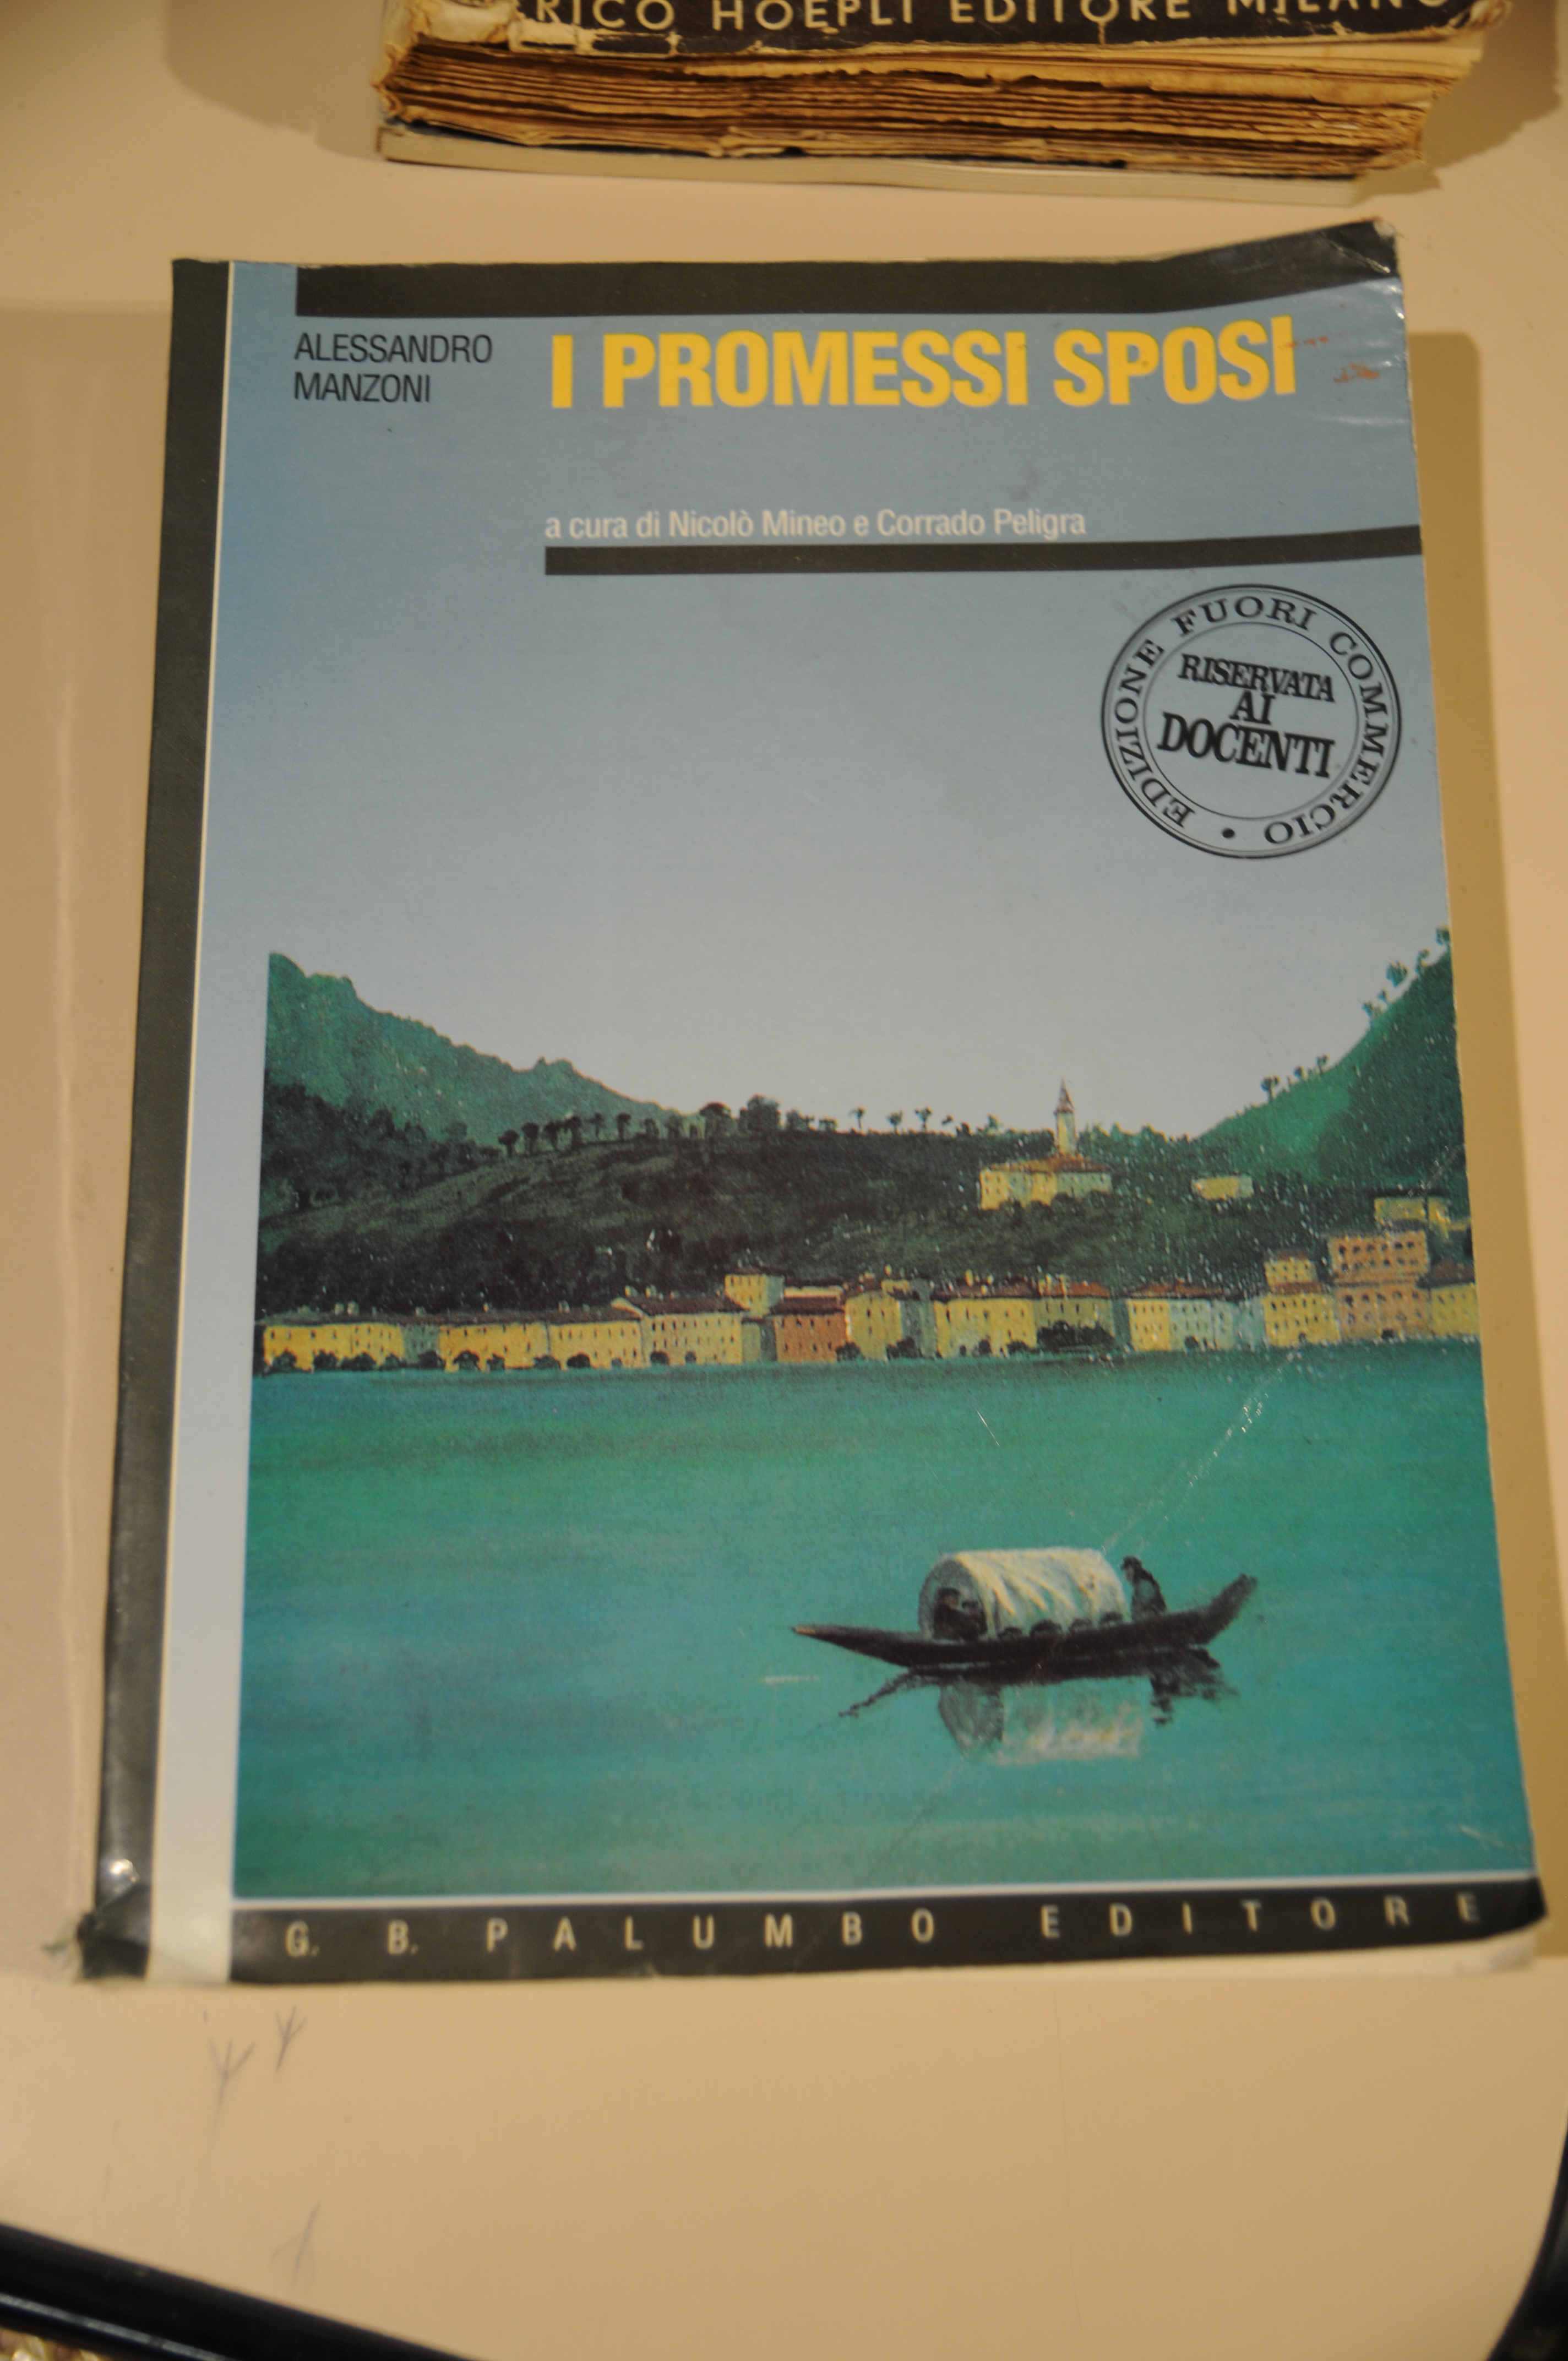 HOEPLI EDITORE MILANO
ALESSANDRO
MANZONI
I PROMESSI SPOSI
a cura di Nicolò Mineo e Corrado Peligra
EDIZIONE FUORI COMMERCIO •
RISERVATA
AI
DOCENTI
G. B. PALUMBO EDITORE